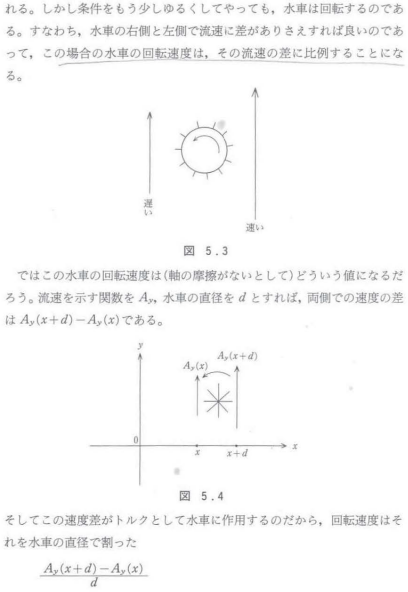 れる。しかし条件をもう少しゆるくしてやっても，水車は回転するのであ
る。すなわち，水車の右側と左側で流速に差がありさえすれば良いのであ
って，この場合の水車の回転速度は，その流速の差に比例することにな
る。
遅い
速い
図 5.3
ではこの水車の回転速度は(軸の摩擦がないとして)どういう値になるだ
ろう。流速を示す関数を Ay，水車の直径を d とすれば，両側での速度の差
は Ay(x+d)−Ay(x)である。
y
Ay(x+d)
Ay(x)
0
x
x+d
x
図 5.4
そしてこの速度差がトルクとして水車に作用するのだから，回転速度はそ
れを水車の直径で割った
Ay(x+d)−Ay(x)
d